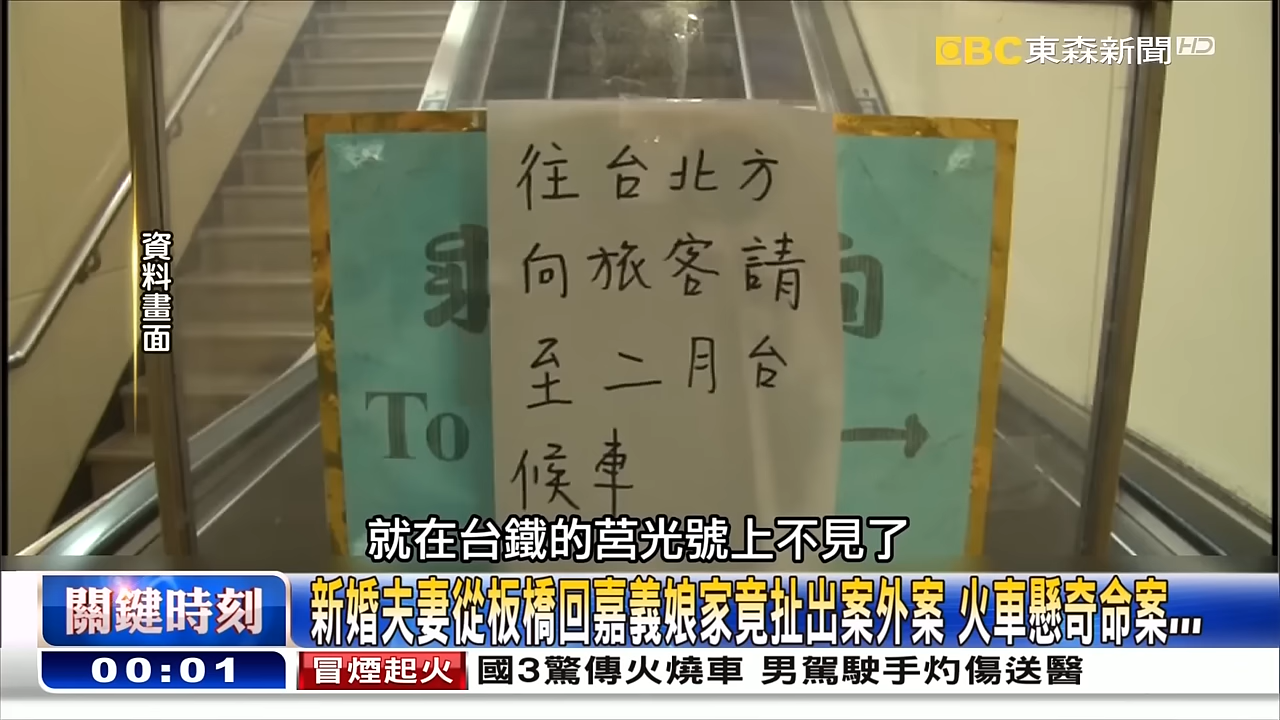 EBC東森新聞HD
資料畫面
往台北方
向旅客請
至二月台
候車
To
就在台鐵的莒光號上不見了
關鍵時刻
新婚夫妻從板橋回嘉義娘家竟扯出案外案 火車懸奇命案...
00:01
冒煙起火
國3驚傳火燒車 男駕駛手灼傷送醫